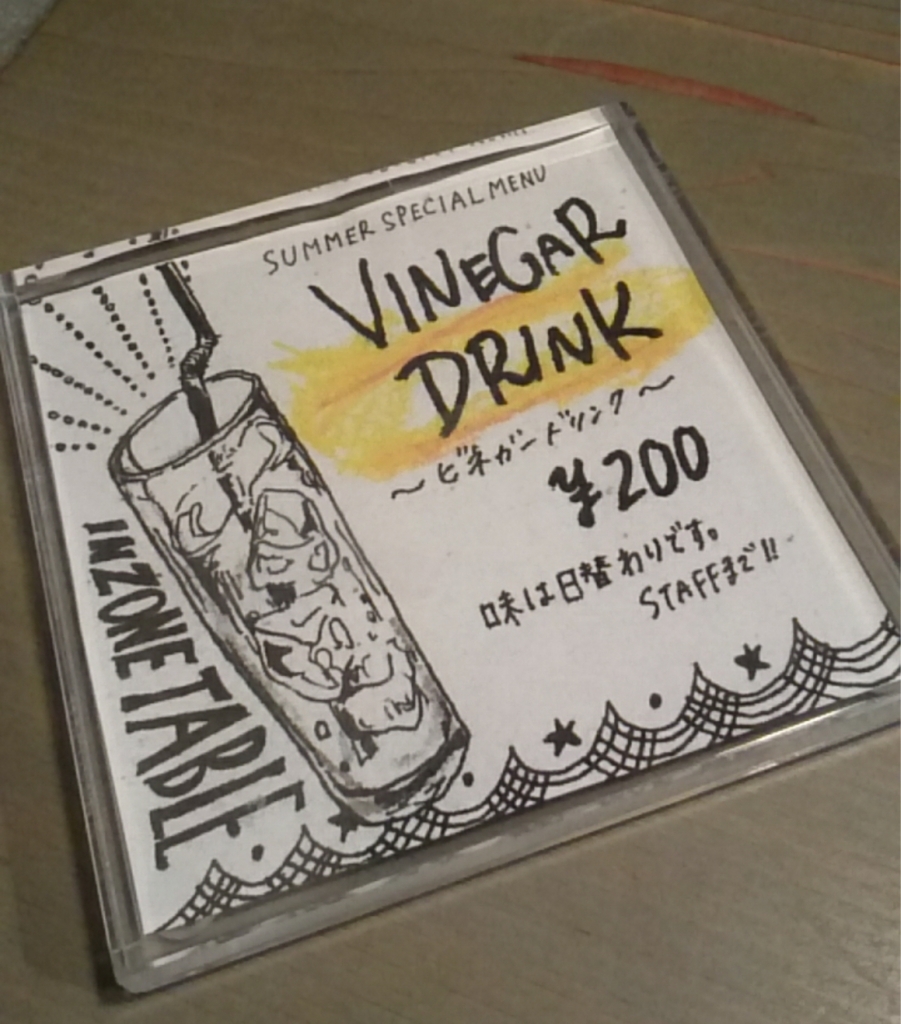 SUMMER SPECIAL MENU
VINEGAR
DRINK
～ビネガードリンク～
¥200
味は日替わりです。
STAFFまで!!
INZONE TABLE